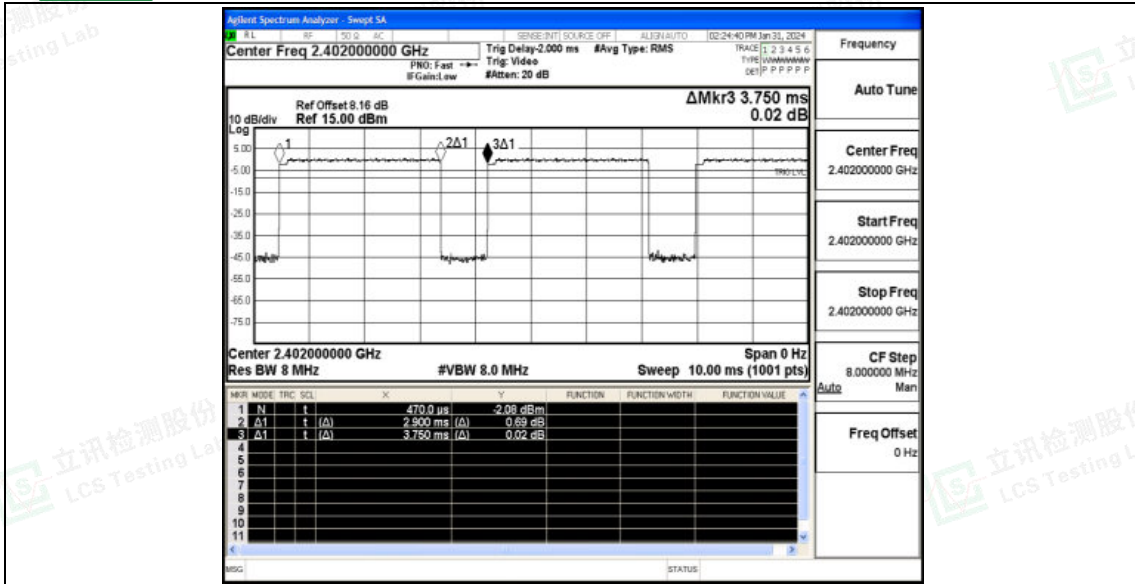 Agilent Spectrum Analyzer - Swept SA
RL RF 50 Ω AC SENSE:INT SOURCE OFF ALIGN AUTO 02:24:40 PM Jan 31, 2024
Center Freq 2.402000000 GHz
PNO: Fast
IFGain:Low
Trig Delay-2.000 ms #Avg Type: RMS
Trig: Video
#Atten: 20 dB
TRACE 1 2 3 4 5 6
TYPE
DET P P P P P P
Ref Offset 8.16 dB
10 dB/div Ref 15.00 dBm
Log
ΔMkr3 3.750 ms
0.02 dB
1
2Δ1
3Δ1
5.00
-5.00
TRIG LVL
-15.0
-25.0
-35.0
-45.0
-55.0
-65.0
-75.0
Center 2.402000000 GHz Span 0 Hz
Res BW 8 MHz #VBW 8.0 MHz Sweep 10.00 ms (1001 pts)
MKR MODE TRC SCL X Y FUNCTION FUNCTION WIDTH FUNCTION VALUE
1 N t 470.0 µs -2.08 dBm
2 Δ1 t (Δ) 2.900 ms (Δ) 0.69 dB
3 Δ1 t (Δ) 3.750 ms (Δ) 0.02 dB
4
5
6
7
8
9
10
11
MSG STATUS
Frequency
Auto Tune
Center Freq
2.402000000 GHz
Start Freq
2.402000000 GHz
Stop Freq
2.402000000 GHz
CF Step
8.000000 MHz
Auto Man
Freq Offset
0 Hz
立讯检测股份
LCS Testing Lab
立讯检测股份
LCS Testing L